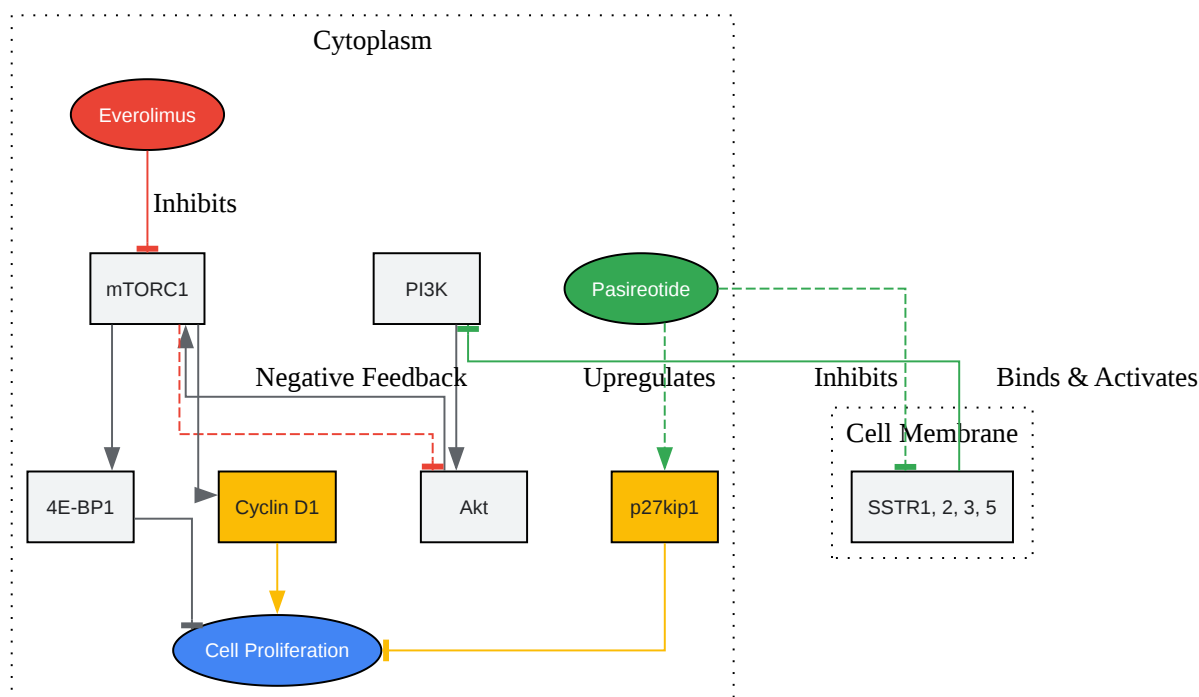 Cytoplasm
Everolimus
Inhibits
mTORC1
PI3K
Pasireotide
Negative Feedback
Upregulates
Inhibits
Binds & Activates
Cell Membrane
4E-BP1
Cyclin D1
Akt
p27kip1
SSTR1, 2, 3, 5
Cell Proliferation